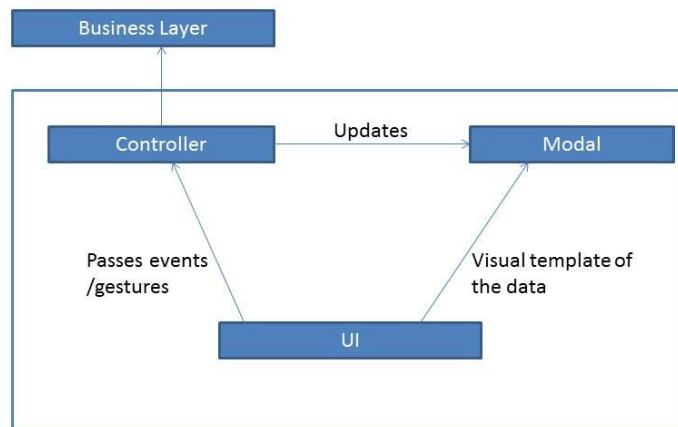 Business Layer
Controller
Updates
Modal
Passes events
/gestures
Visual template of
the data
UI